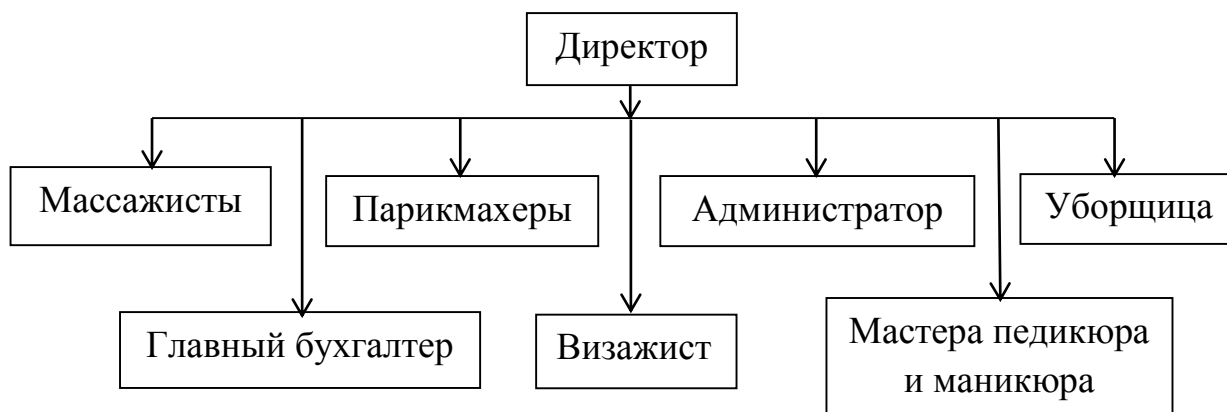 Директор
Массажисты
Парикмахеры
Администратор
Уборщица
Главный бухгалтер
Визажист
Мастера педикюра
и маникюра